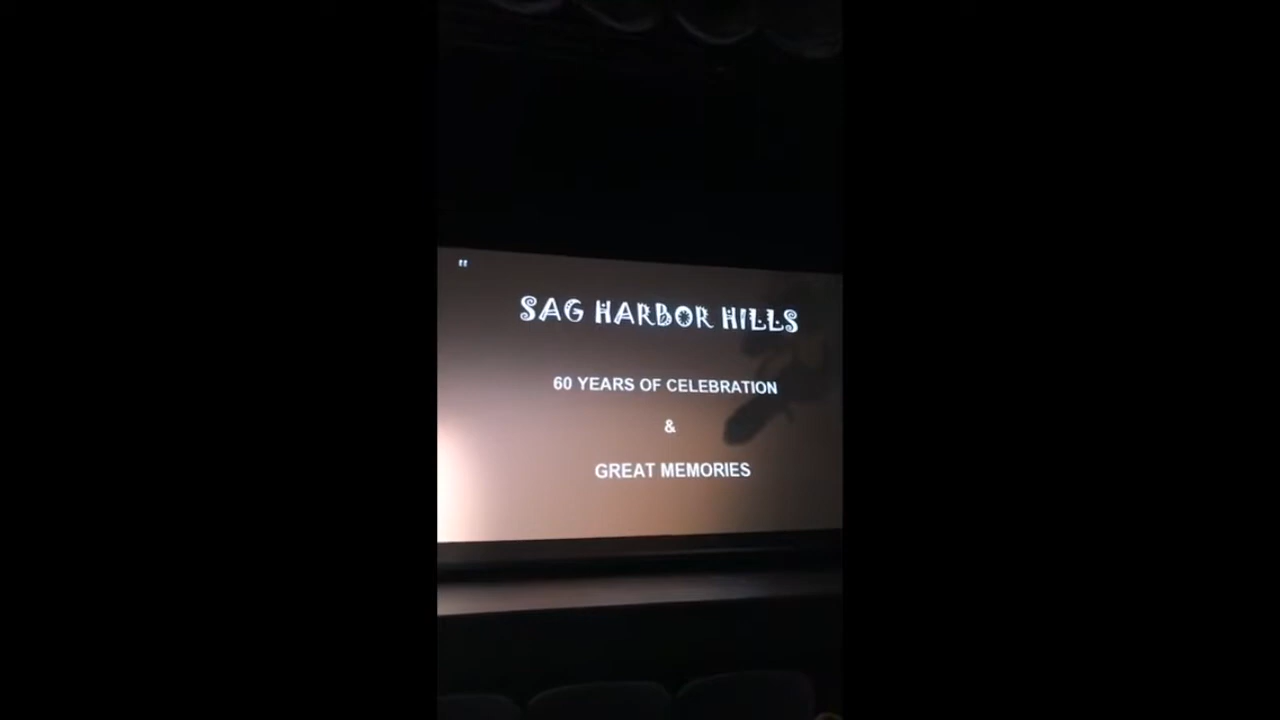 "
SAG HARBOR HILLS
60 YEARS OF CELEBRATION
&
GREAT MEMORIES